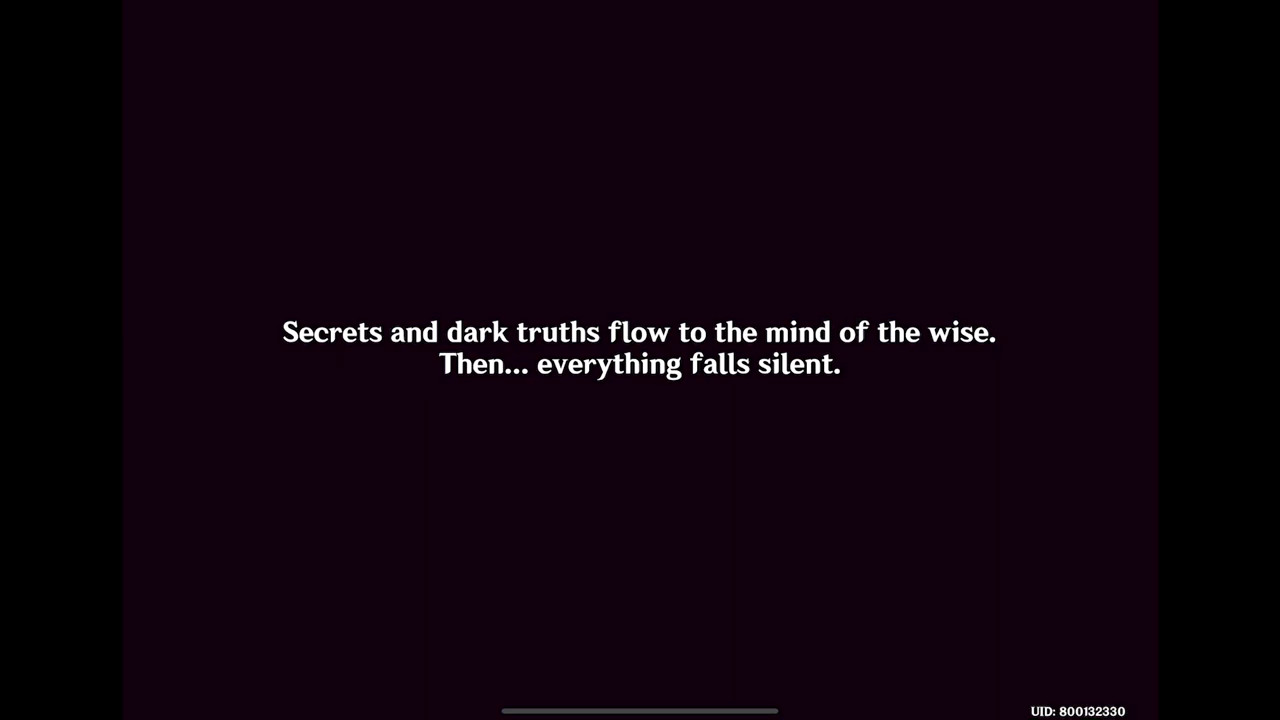 Secrets and dark truths flow to the mind of the wise.
Then... everything falls silent.
UID: 800132330